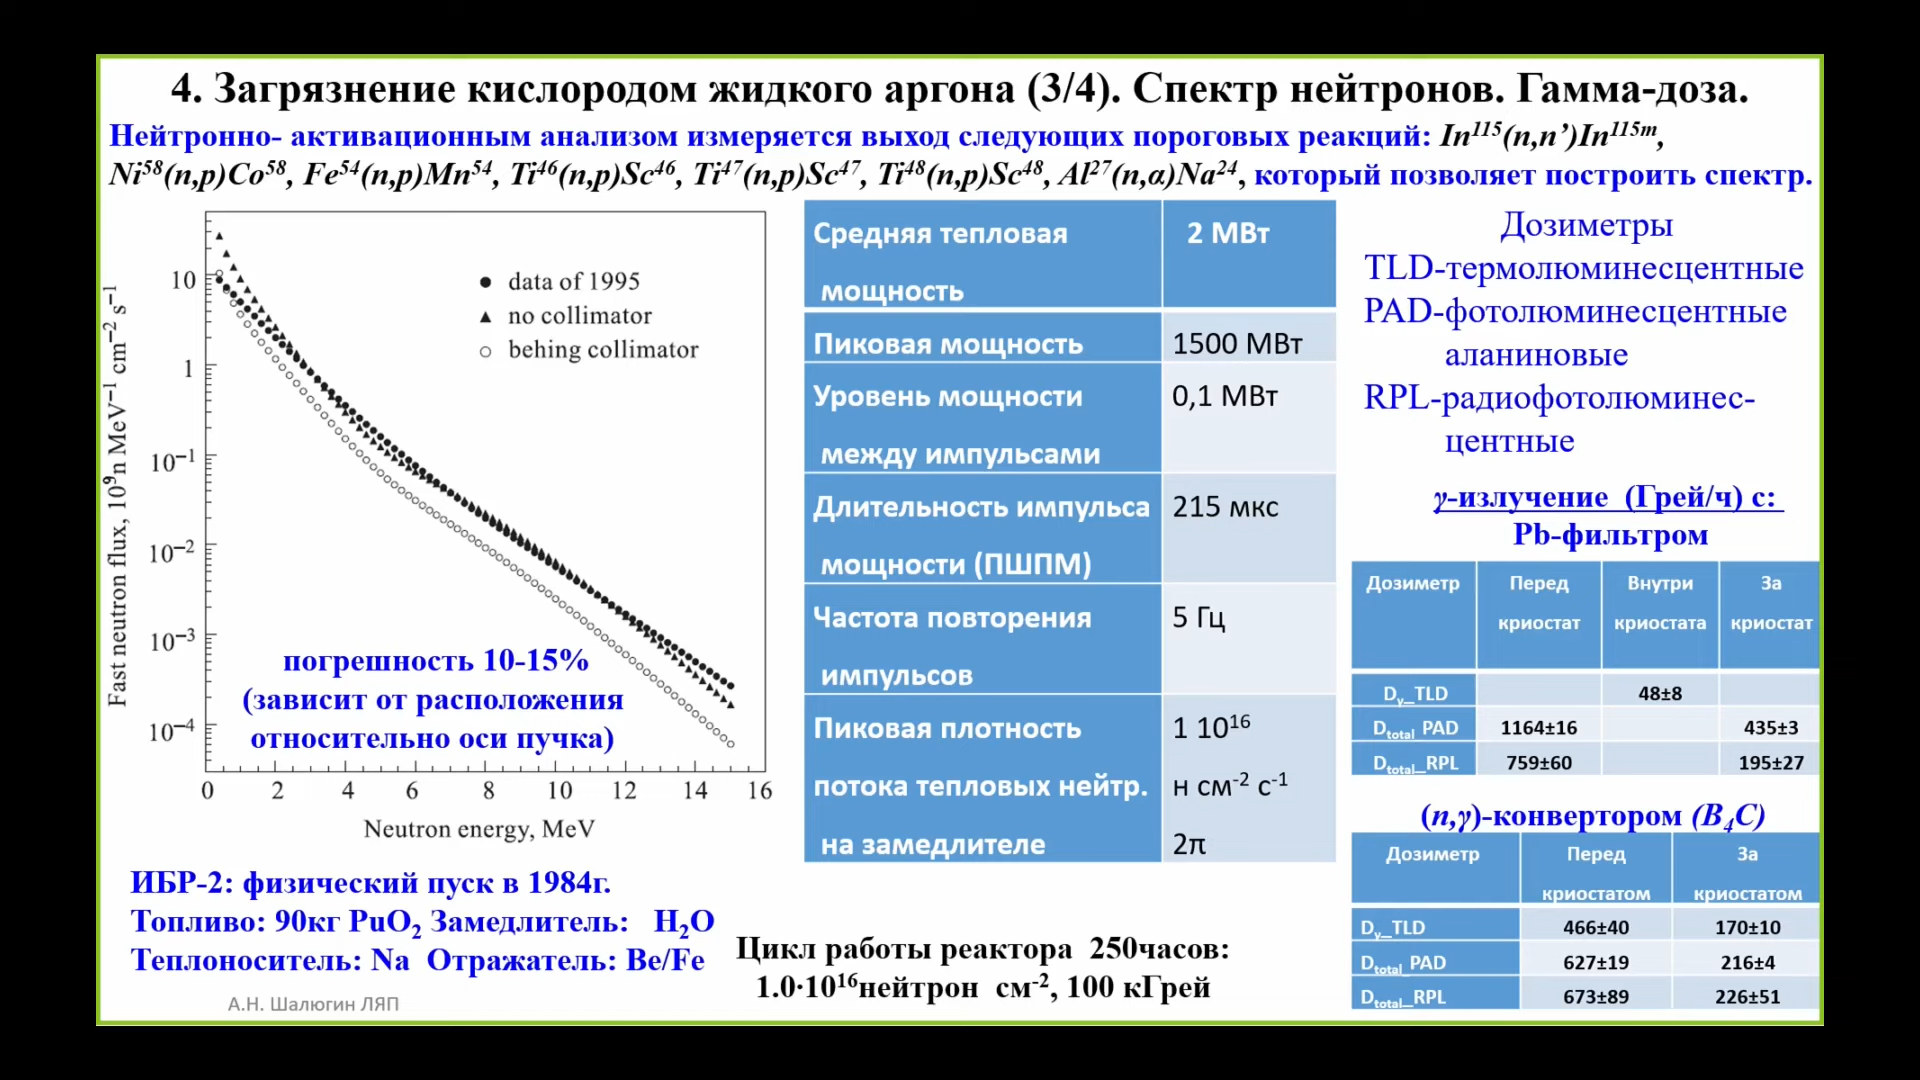 4. Загрязнение кислородом жидкого аргона (3/4). Спектр нейтронов. Гамма-доза.
Нейтронно- активационным анализом измеряется выход следующих пороговых реакций: In¹¹⁵(n,n’)In¹¹⁵ᵐ,
Ni⁵⁸(n,p)Co⁵⁸, Fe⁵⁴(n,p)Mn⁵⁴, Ti⁴⁶(n,p)Sc⁴⁶, Ti⁴⁷(n,p)Sc⁴⁷, Ti⁴⁸(n,p)Sc⁴⁸, Al²⁷(n,α)Na²⁴, который позволяет построить спектр.
Fast neutron flux, 10⁹n MeV⁻¹ cm⁻² s⁻¹
10
1
10⁻¹
10⁻²
10⁻³
10⁻⁴
data of 1995
no collimator
behing collimator
погрешность 10-15%
(зависит от расположения
относительно оси пучка)
0 2 4 6 8 10 12 14 16
Neutron energy, MeV
ИБР-2: физический пуск в 1984г.
Топливо: 90кг PuO₂ Замедлитель: H₂O
Теплоноситель: Na Отражатель: Be/Fe
А.Н. Шалюгин ЛЯП
Средняя тепловая 2 МВт
мощность
Пиковая мощность 1500 МВт
Уровень мощности 0,1 МВт
между импульсами
Длительность импульса 215 мкс
мощности (ПШПМ)
Частота повторения 5 Гц
импульсов
Пиковая плотность 1 10¹⁶
потока тепловых нейтр. н см⁻² с⁻¹
на замедлителе 2π
Цикл работы реактора 250часов:
1.0·10¹⁶нейтрон см⁻², 100 кГрей
Дозиметры
TLD-термолюминесцентные
PAD-фотолюминесцентные
аланиновые
RPL-радиофотолюминес-
центные
γ-излучение (Грей/ч) с:
Pb-фильтром
Дозиметр Перед Внутри За
криостат криостата криостат
Dᵧ_TLD 48±8
D_total_PAD 1164±16 435±3
D_total_RPL 759±60 195±27
(n,γ)-конвертором (B₄C)
Дозиметр Перед За
криостатом криостатом
Dᵧ_TLD 466±40 170±10
D_total_PAD 627±19 216±4
D_total_RPL 673±89 226±51